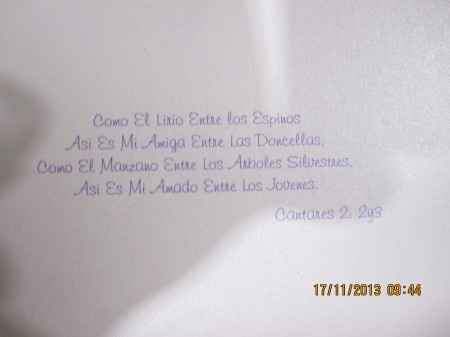 Como El Lirio Entre los Espinos
Asi Es Mi Amiga Entre Las Doncellas,
Como El Manzano Entre Los Arboles Silvestres,
Asi Es Mi Amado Entre Los Jovenes.
Cantares 2: 2y3
17/11/2013 09:44